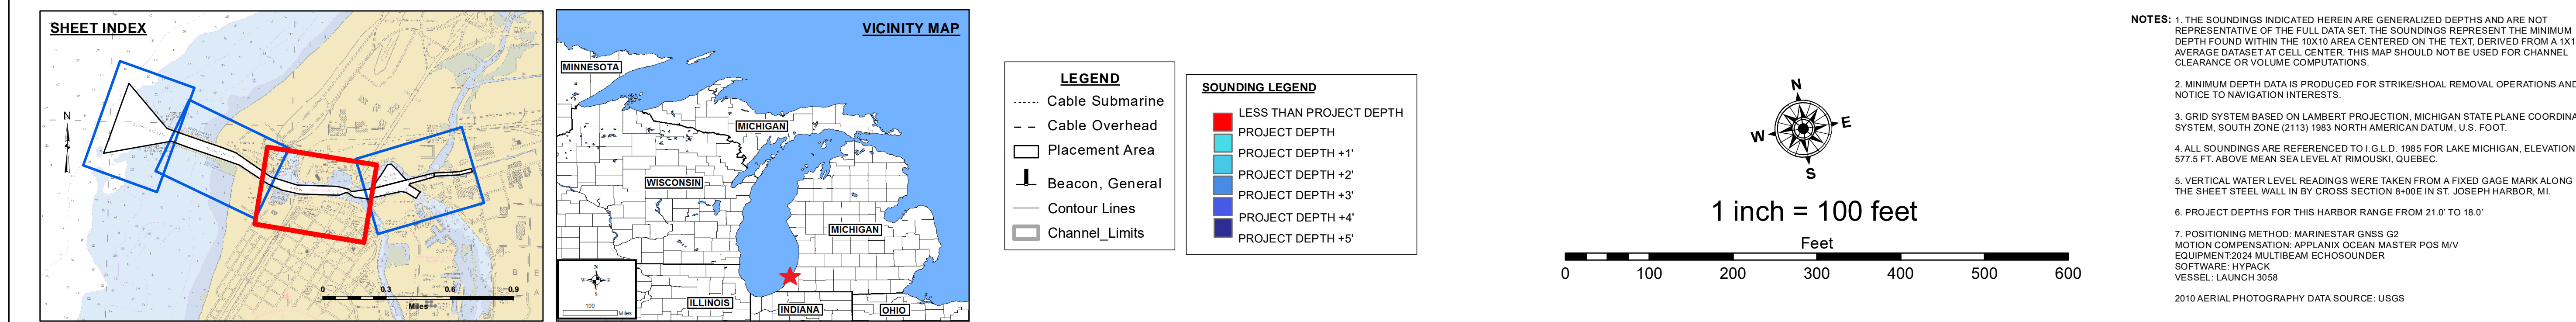 SHEET INDEX
N
0 0.3 0.6 0.9
Miles
VICINITY MAP
MINNESOTA
MICHIGAN
WISCONSIN
MICHIGAN
ILLINOIS
INDIANA
OHIO
N
W E
S
100
Miles
LEGEND
Cable Submarine
Cable Overhead
Placement Area
Beacon, General
Contour Lines
Channel_Limits
SOUNDING LEGEND
LESS THAN PROJECT DEPTH
PROJECT DEPTH
PROJECT DEPTH +1'
PROJECT DEPTH +2'
PROJECT DEPTH +3'
PROJECT DEPTH +4'
PROJECT DEPTH +5'
N
W E
S
1 inch = 100 feet
Feet
0 100 200 300 400 500 600
NOTES: 1. THE SOUNDINGS INDICATED HEREIN ARE GENERALIZED DEPTHS AND ARE NOT
REPRESENTATIVE OF THE FULL DATA SET. THE SOUNDINGS REPRESENT THE MINIMUM
DEPTH FOUND WITHIN THE 10X10 AREA CENTERED ON THE TEXT, DERIVED FROM A 1X1
AVERAGE DATASET AT CELL CENTER. THIS MAP SHOULD NOT BE USED FOR CHANNEL
CLEARANCE OR VOLUME COMPUTATIONS.
2. MINIMUM DEPTH DATA IS PRODUCED FOR STRIKE/SHOAL REMOVAL OPERATIONS AND
NOTICE TO NAVIGATION INTERESTS.
3. GRID SYSTEM BASED ON LAMBERT PROJECTION, MICHIGAN STATE PLANE COORDINA
SYSTEM, SOUTH ZONE (2113) 1983 NORTH AMERICAN DATUM, U.S. FOOT.
4. ALL SOUNDINGS ARE REFERENCED TO I.G.L.D. 1985 FOR LAKE MICHIGAN, ELEVATION
577.5 FT. ABOVE MEAN SEA LEVEL AT RIMOUSKI, QUEBEC.
5. VERTICAL WATER LEVEL READINGS WERE TAKEN FROM A FIXED GAGE MARK ALONG
THE SHEET STEEL WALL IN BY CROSS SECTION 8+00E IN ST. JOSEPH HARBOR, MI.
6. PROJECT DEPTHS FOR THIS HARBOR RANGE FROM 21.0' TO 18.0'
7. POSITIONING METHOD: MARINESTAR GNSS G2
MOTION COMPENSATION: APPLANIX OCEAN MASTER POS M/V
EQUIPMENT:2024 MULTIBEAM ECHOSOUNDER
SOFTWARE: HYPACK
VESSEL: LAUNCH 3058
2010 AERIAL PHOTOGRAPHY DATA SOURCE: USGS